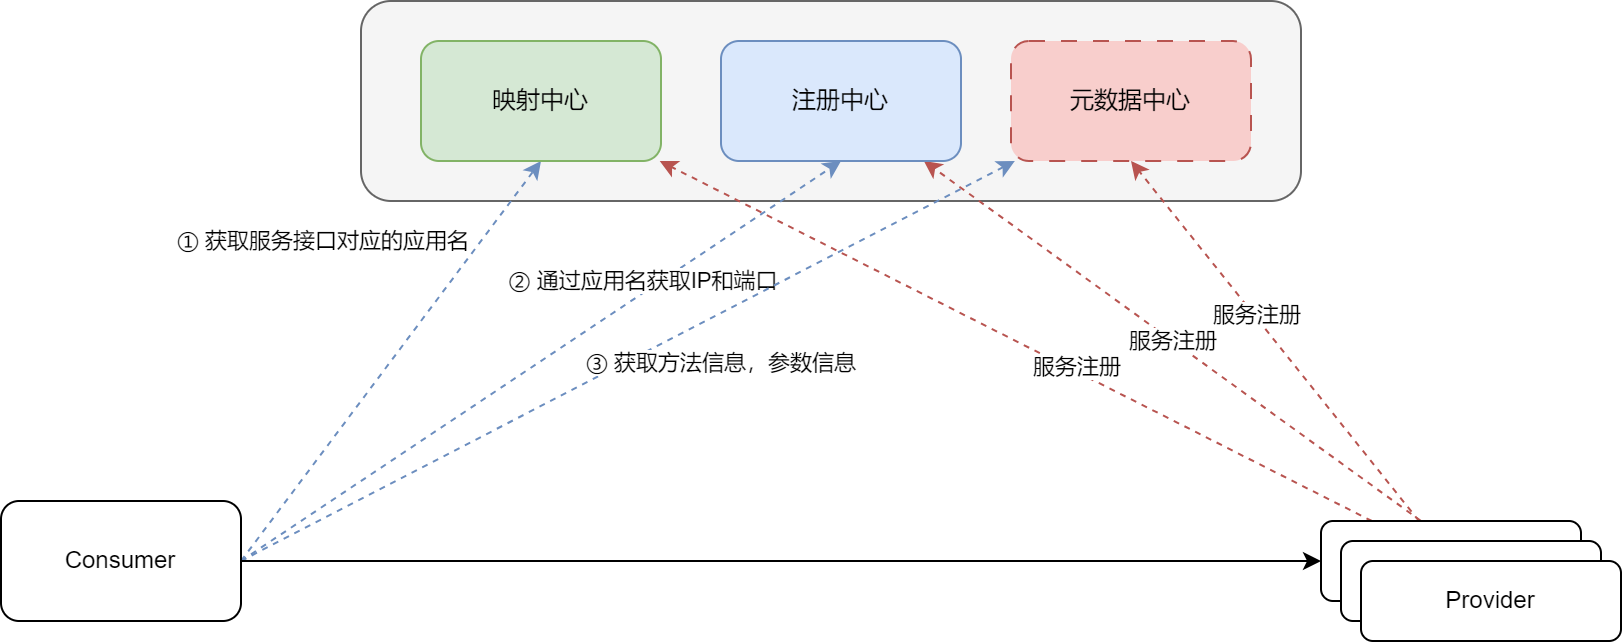 映射中心
注册中心
元数据中心
① 获取服务接口对应的应用名
② 通过应用名获取IP和端口
服务注册
服务注册
③ 获取方法信息，参数信息
服务注册
Consumer
Provider